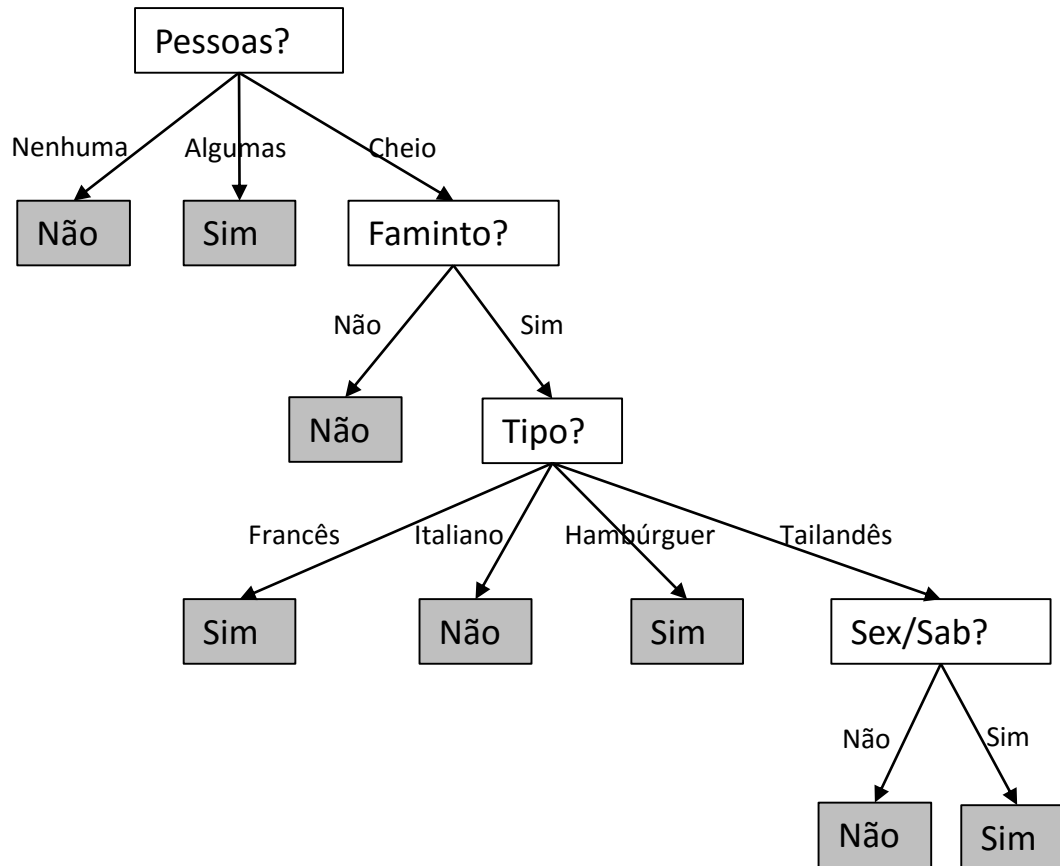 Pessoas?
Nenhuma
Algumas
Cheio
Não
Sim
Faminto?
Não
Sim
Não
Tipo?
Francês
Italiano
Hambúrguer
Tailandês
Sim
Não
Sim
Sex/Sab?
Não
Sim
Não
Sim